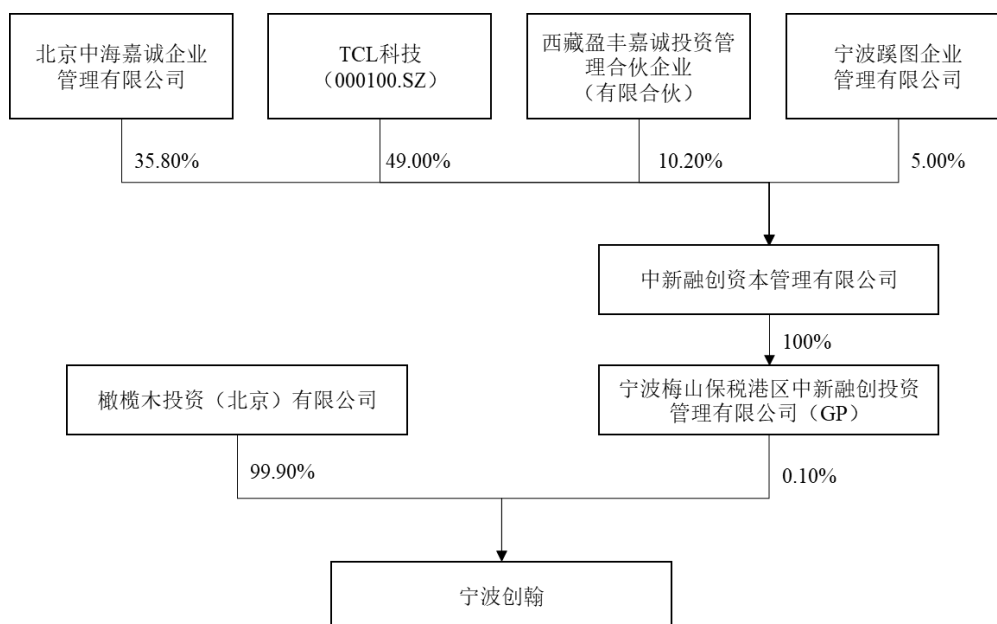 北京中海嘉诚企业
管理有限公司
TCL科技
（000100.SZ）
西藏盈丰嘉诚投资管
理合伙企业
（有限合伙）
宁波蹊图企业
管理有限公司
35.80%
49.00%
10.20%
5.00%
中新融创资本管理有限公司
100%
橄榄木投资（北京）有限公司
宁波梅山保税港区中新融创投资
管理有限公司（GP）
99.90%
0.10%
宁波创翰